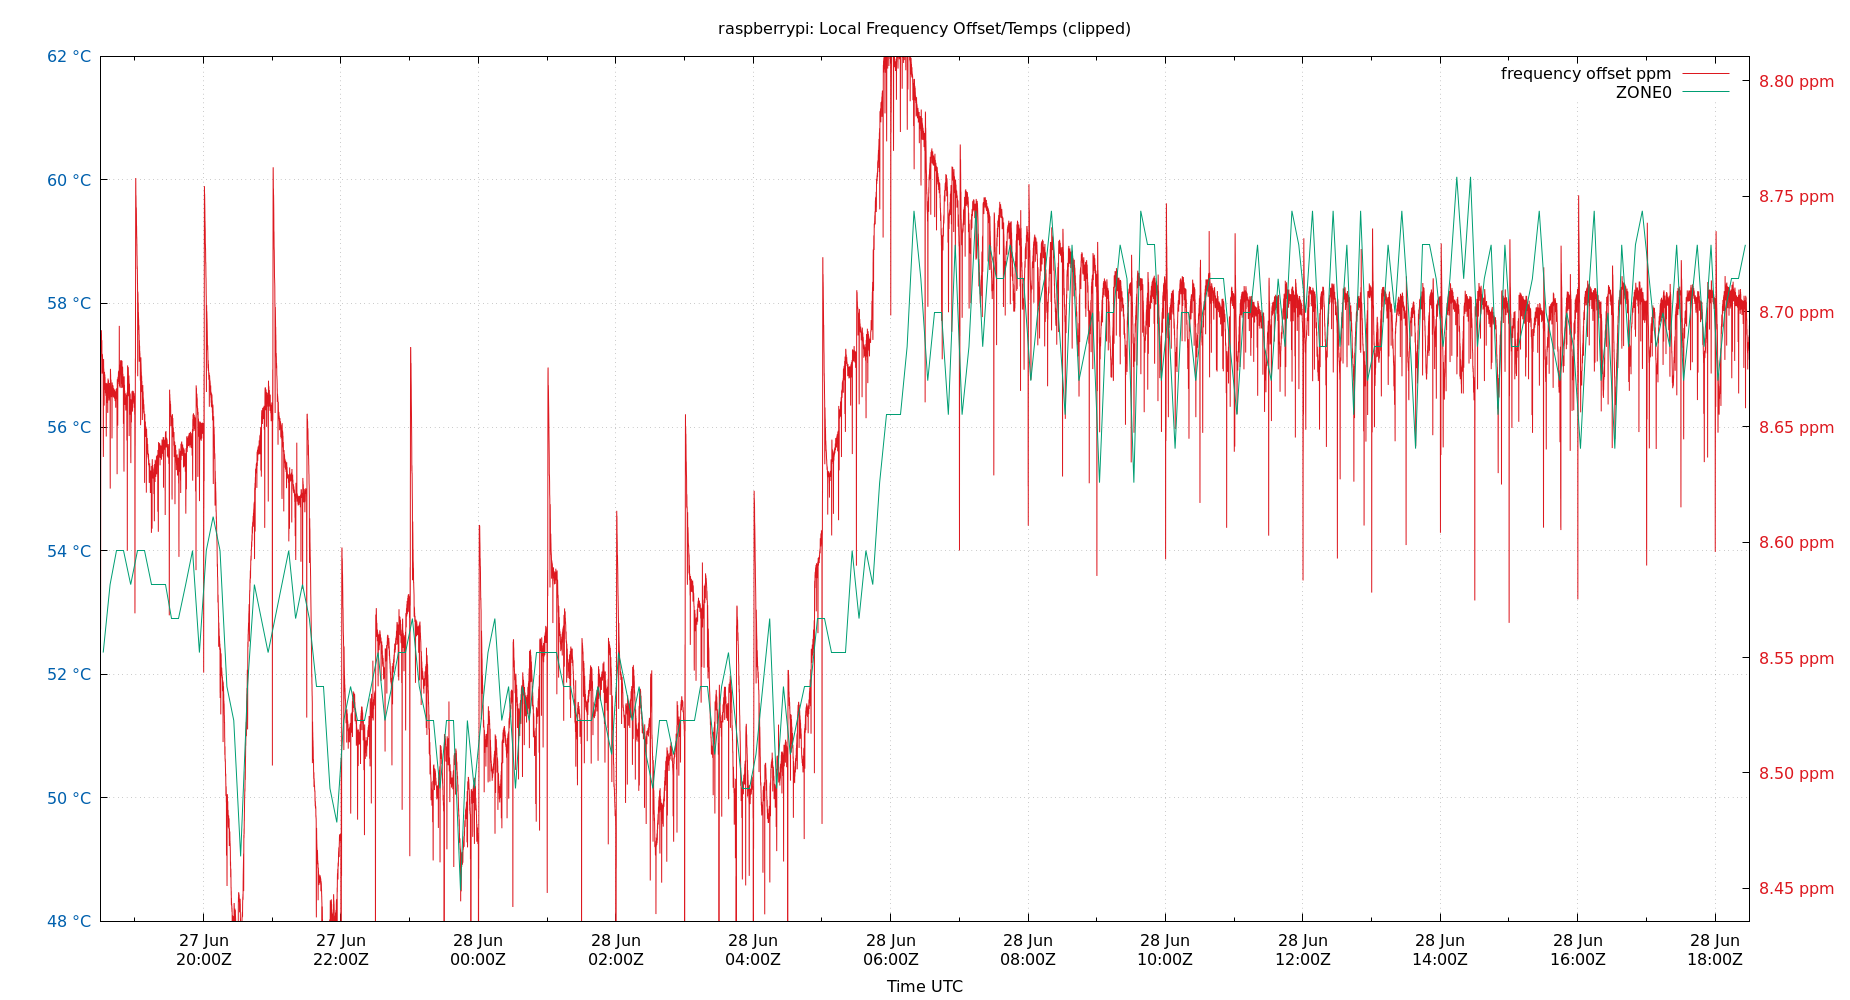 raspberrypi: Local Frequency Offset/Temps (clipped)
frequency offset ppm
ZONE0
62 °C
60 °C
58 °C
56 °C
54 °C
52 °C
50 °C
48 °C
8.80 ppm
8.75 ppm
8.70 ppm
8.65 ppm
8.60 ppm
8.55 ppm
8.50 ppm
8.45 ppm
27 Jun 27 Jun 28 Jun 28 Jun 28 Jun 28 Jun 28 Jun 28 Jun 28 Jun 28 Jun 28 Jun 28 Jun
20:00Z 22:00Z 00:00Z 02:00Z 04:00Z 06:00Z 08:00Z 10:00Z 12:00Z 14:00Z 16:00Z 18:00Z
Time UTC